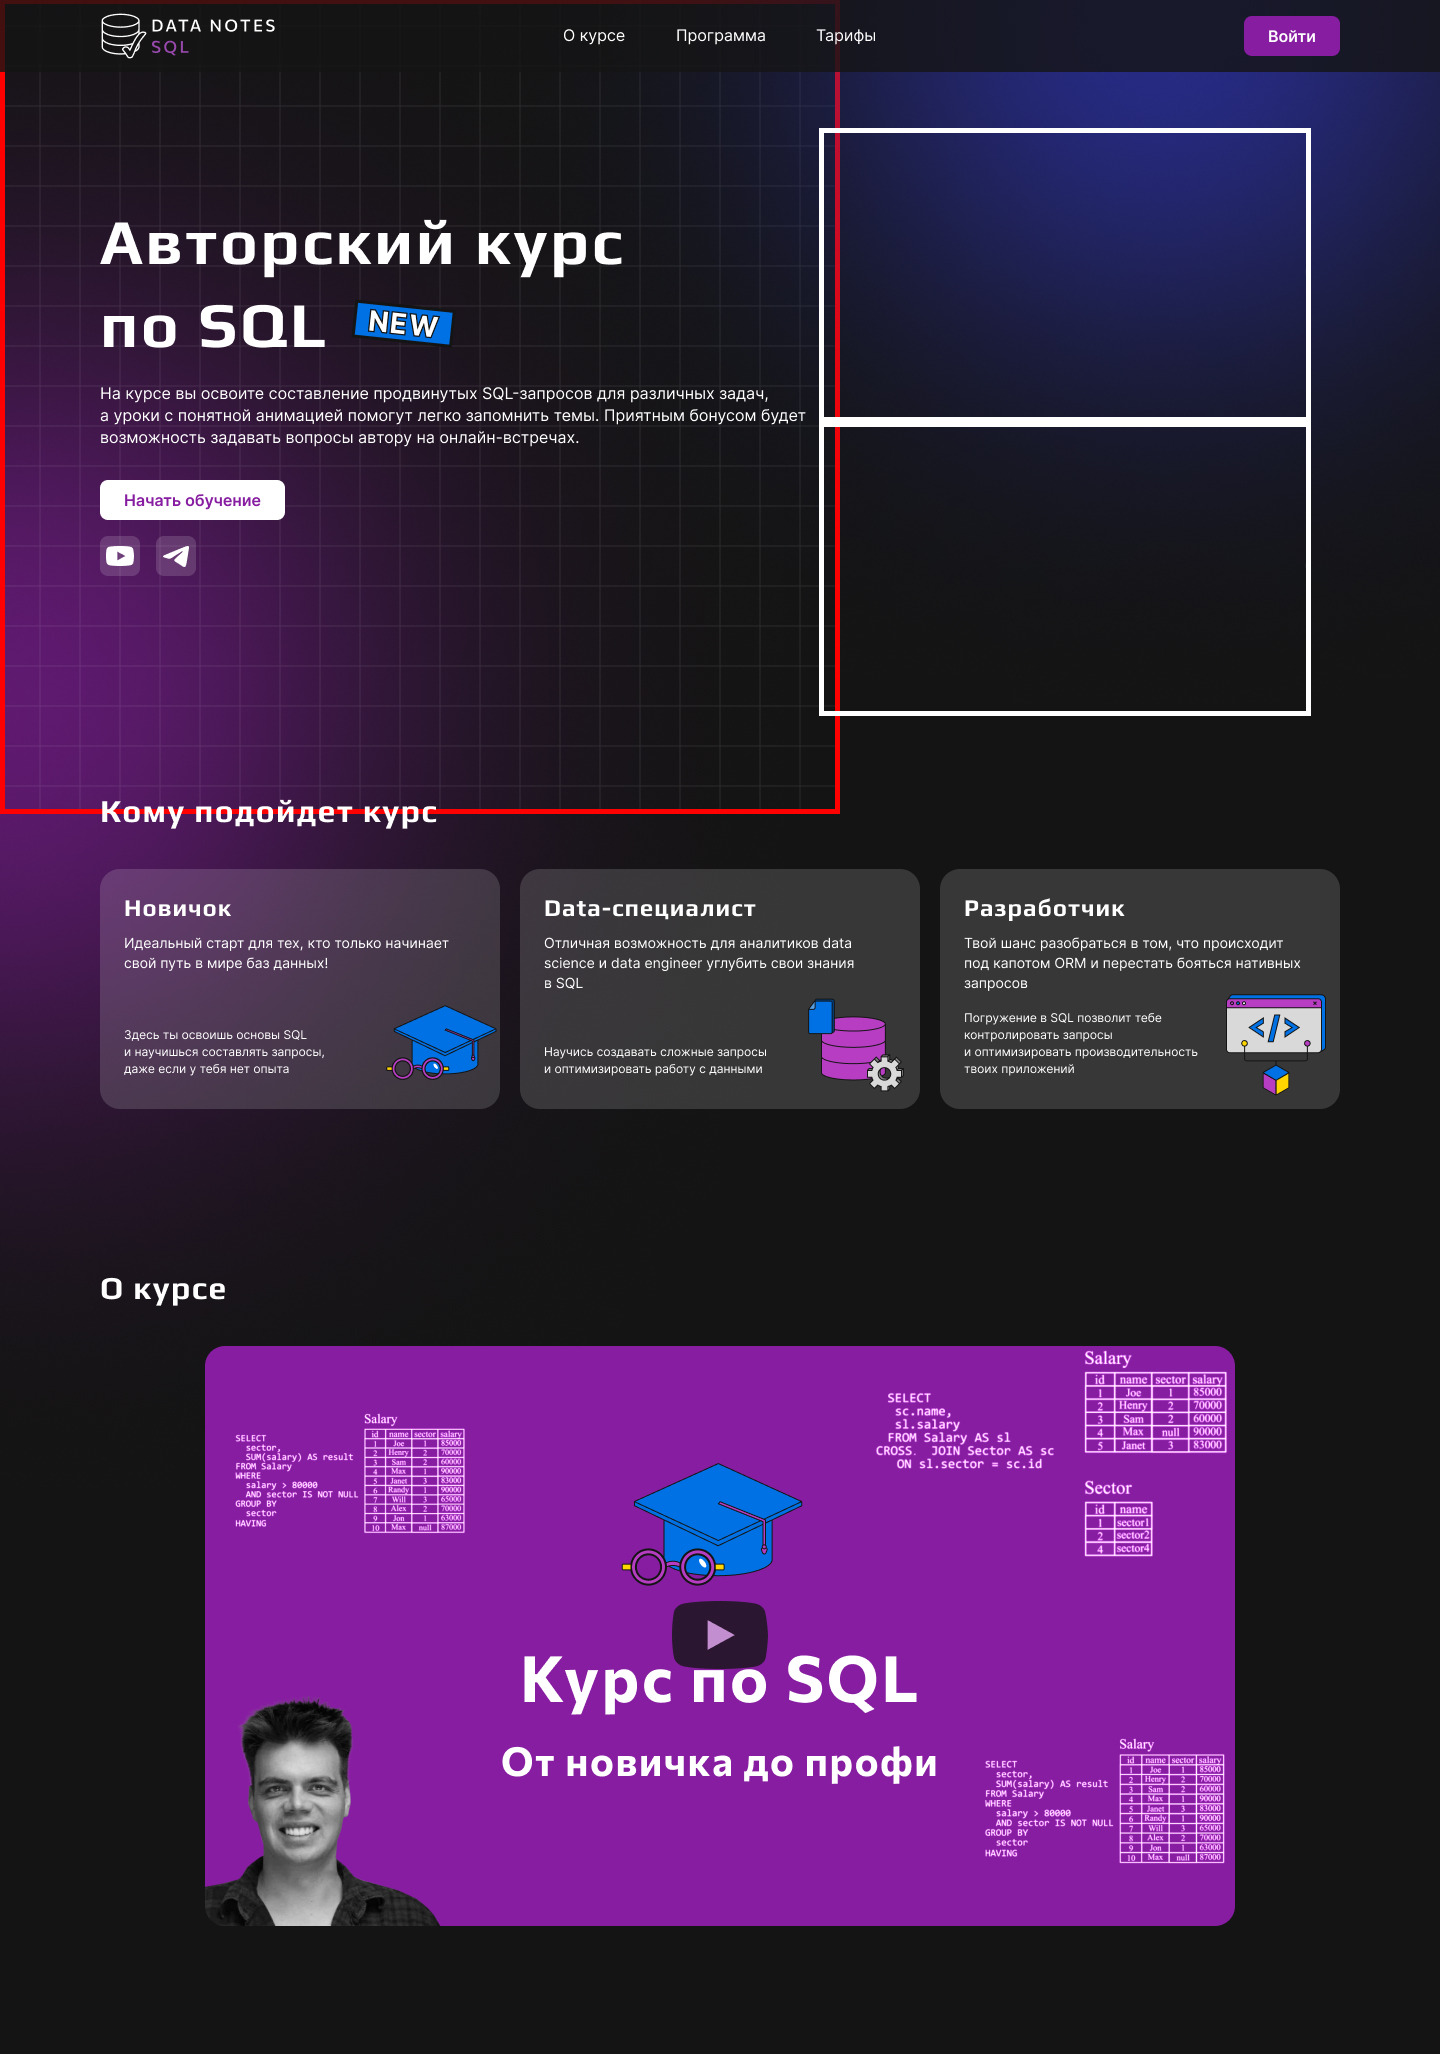 DATA NOTES
SQL
О курсе
Программа
Тарифы
Войти
Авторский курс
по SQL NEW
На курсе вы освоите составление продвинутых SQL-запросов для различных задач,
а уроки с понятной анимацией помогут легко запомнить темы. Приятным бонусом будет
возможность задавать вопросы автору на онлайн-встречах.
Начать обучение
Кому подойдет курс
Новичок
Идеальный старт для тех, кто только начинает
свой путь в мире баз данных!
Здесь ты освоишь основы SQL
и научишься составлять запросы,
даже если у тебя нет опыта
Data-специалист
Отличная возможность для аналитиков data
science и data engineer углубить свои знания
в SQL
Научись создавать сложные запросы
и оптимизировать работу с данными
Разработчик
Твой шанс разобраться в том, что происходит
под капотом ORM и перестать бояться нативных
запросов
Погружение в SQL позволит тебе
контролировать запросы
и оптимизировать производительность
твоих приложений
</>
О курсе
SELECT
sector,
SUM(salary) AS result
FROM Salary
WHERE
salary > 80000
AND sector IS NOT NULL
GROUP BY
sector
HAVING
Salary
id name sector salary
1 Joe 1 85000
2 Henry 2 70000
3 Sam 2 60000
4 Max 1 90000
5 Janet 3 83000
6 Randy 1 90000
7 Will 3 65000
8 Alex 2 70000
9 Jon 1 63000
10 Max null 87000
SELECT
sc.name,
sl.salary
FROM Salary AS sl
CROSS. JOIN Sector AS sc
ON sl.sector = sc.id
Salary
id name sector salary
1 Joe 1 85000
2 Henry 2 70000
3 Sam 2 60000
4 Max null 90000
5 Janet 3 83000
Sector
id name
1 sector1
2 sector2
4 sector4
Курс по SQL
От новичка до профи
SELECT
sector,
SUM(salary) AS result
FROM Salary
WHERE
salary > 80000
AND sector IS NOT NULL
GROUP BY
sector
HAVING
Salary
id name sector salary
1 Joe 1 85000
2 Henry 2 70000
3 Sam 2 60000
4 Max 1 90000
5 Janet 3 83000
6 Randy 1 90000
7 Will 3 65000
8 Alex 2 70000
9 Jon 1 63000
10 Max null 87000